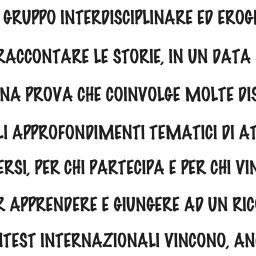 GRUPPO INTERDISCIPLINARE ED EROG
RACCONTARE LE STORIE, IN UN DATA
NA PROVA CHE COINVOLGE MOLTE DIS
LI APPROFONDIMENTI TEMATICI DI AT
ERSI, PER CHI PARTECIPA E PER CHI VIN
R APPRENDERE E GIUNGERE AD UN RIC
NTEST INTERNAZIONALI VINCONO, AN